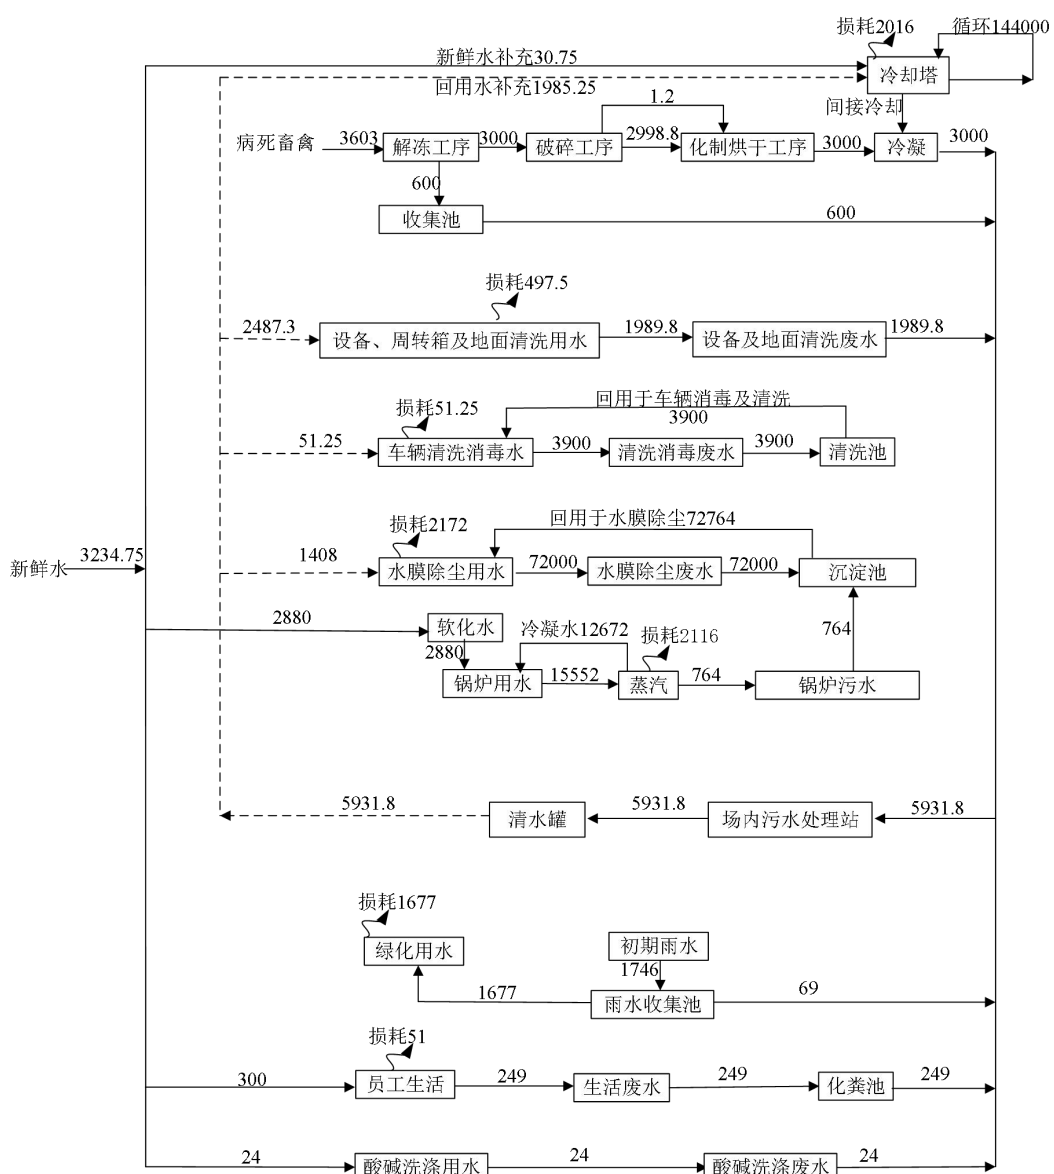 损耗2016
循环144000
新鲜水补充30.75
冷却塔
回用水补充1985.25
间接冷却
1.2
病死畜禽
3603
解冻工序
3000
破碎工序
2998.8
化制烘干工序
3000
冷凝
3000
600
收集池
600
损耗497.5
2487.3
设备、周转箱及地面清洗用水
1989.8
设备及地面清洗废水
1989.8
损耗51.25
回用于车辆消毒及清洗
3900
51.25
车辆清洗消毒水
3900
清洗消毒废水
3900
清洗池
损耗2172
回用于水膜除尘72764
新鲜水
3234.75
1408
水膜除尘用水
72000
水膜除尘废水
72000
沉淀池
2880
软化水
冷凝水12672
损耗2116
764
2880
锅炉用水
15552
蒸汽
764
锅炉污水
5931.8
清水罐
5931.8
场内污水处理站
5931.8
损耗1677
绿化用水
初期雨水
1746
1677
雨水收集池
69
损耗51
300
员工生活
249
生活废水
249
化粪池
249
24
酸碱洗涤用水
24
酸碱洗涤废水
24